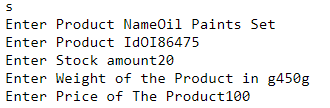 s
Enter Product NameOil Paints Set
Enter Product IdOI86475
Enter Stock amount20
Enter Weight of the Product in g450g
Enter Price of The Product100